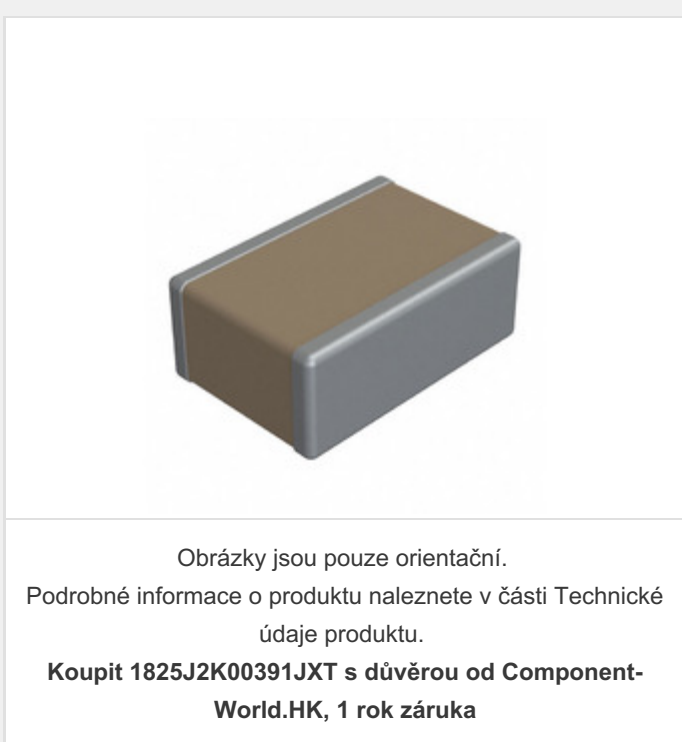 Obrázky jsou pouze orientační.
Podrobné informace o produktu naleznete v části Technické
údaje produktu.
Koupit 1825J2K00391JXT s důvěrou od Component-
World.HK, 1 rok záruka